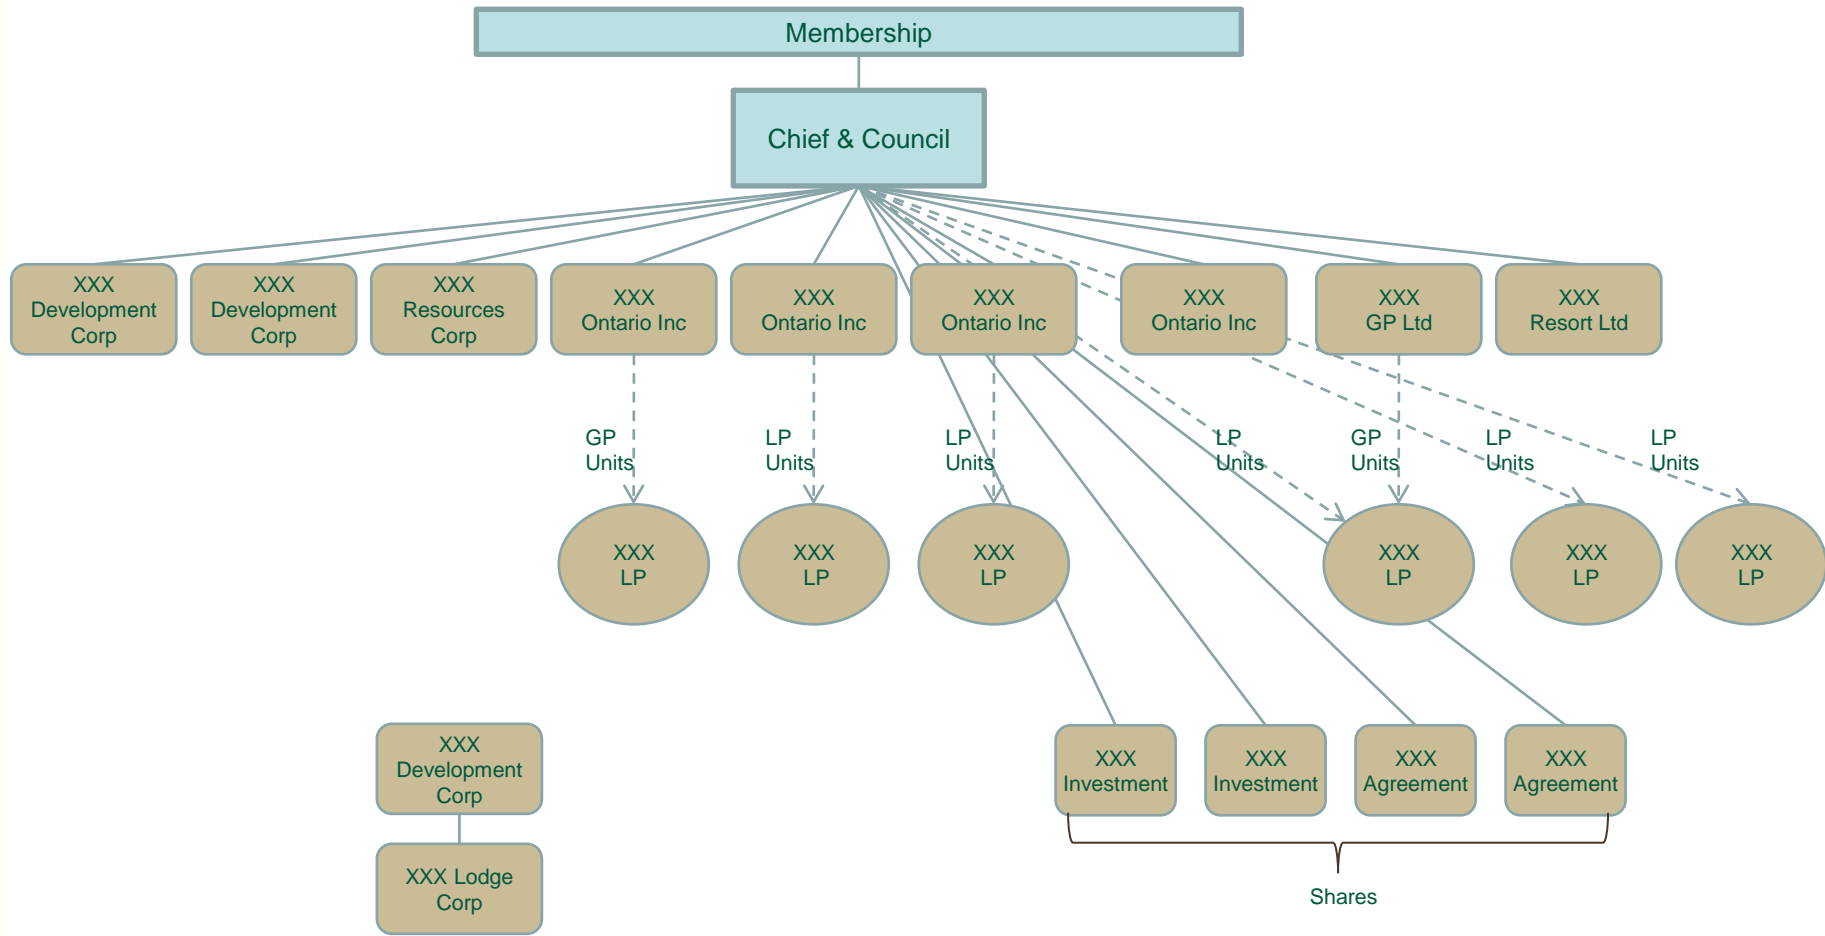 Membership
Chief & Council
XXX
Development
Corp
XXX
Development
Corp
XXX
Resources
Corp
XXX
Ontario Inc
XXX
Ontario Inc
XXX
Ontario Inc
XXX
Ontario Inc
XXX
GP Ltd
XXX
Resort Ltd
GP
Units
LP
Units
LP
Units
LP
Units
GP
Units
LP
Units
LP
Units
XXX
LP
XXX
LP
XXX
LP
XXX
LP
XXX
LP
XXX
LP
XXX
Development
Corp
XXX Lodge
Corp
XXX
Investment
XXX
Investment
XXX
Agreement
XXX
Agreement
Shares